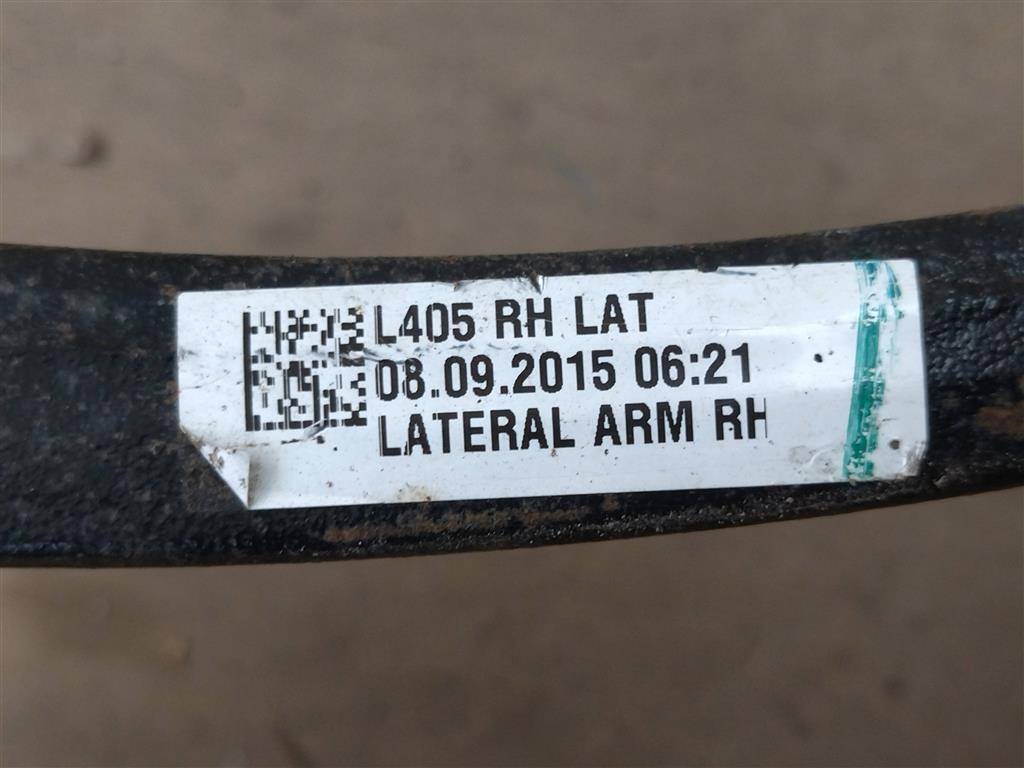 L405 RH LAT
08.09.2015 06:21
LATERAL ARM RH